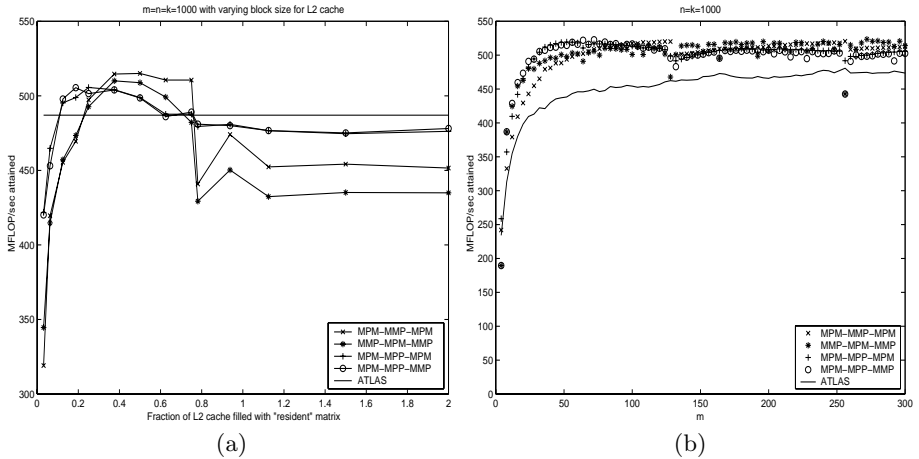 m=n=k=1000 with varying block size for L2 cache
550
500
450
400
350
300
MFLOP/sec attained
0
0.2
0.4
0.6
0.8
1
1.2
1.4
1.6
1.8
2
Fraction of L2 cache filled with "resident" matrix
MPM−MMP−MPM
MMP−MPM−MMP
MPM−MPP−MPM
MPM−MPP−MMP
ATLAS
(a)
n=k=1000
550
500
450
400
350
300
250
200
150
100
50
0
MFLOP/sec attained
0
50
100
150
200
250
300
m
MPM−MMP−MPM
MMP−MPM−MMP
MPM−MPP−MPM
MPM−MPP−MMP
ATLAS
(b)